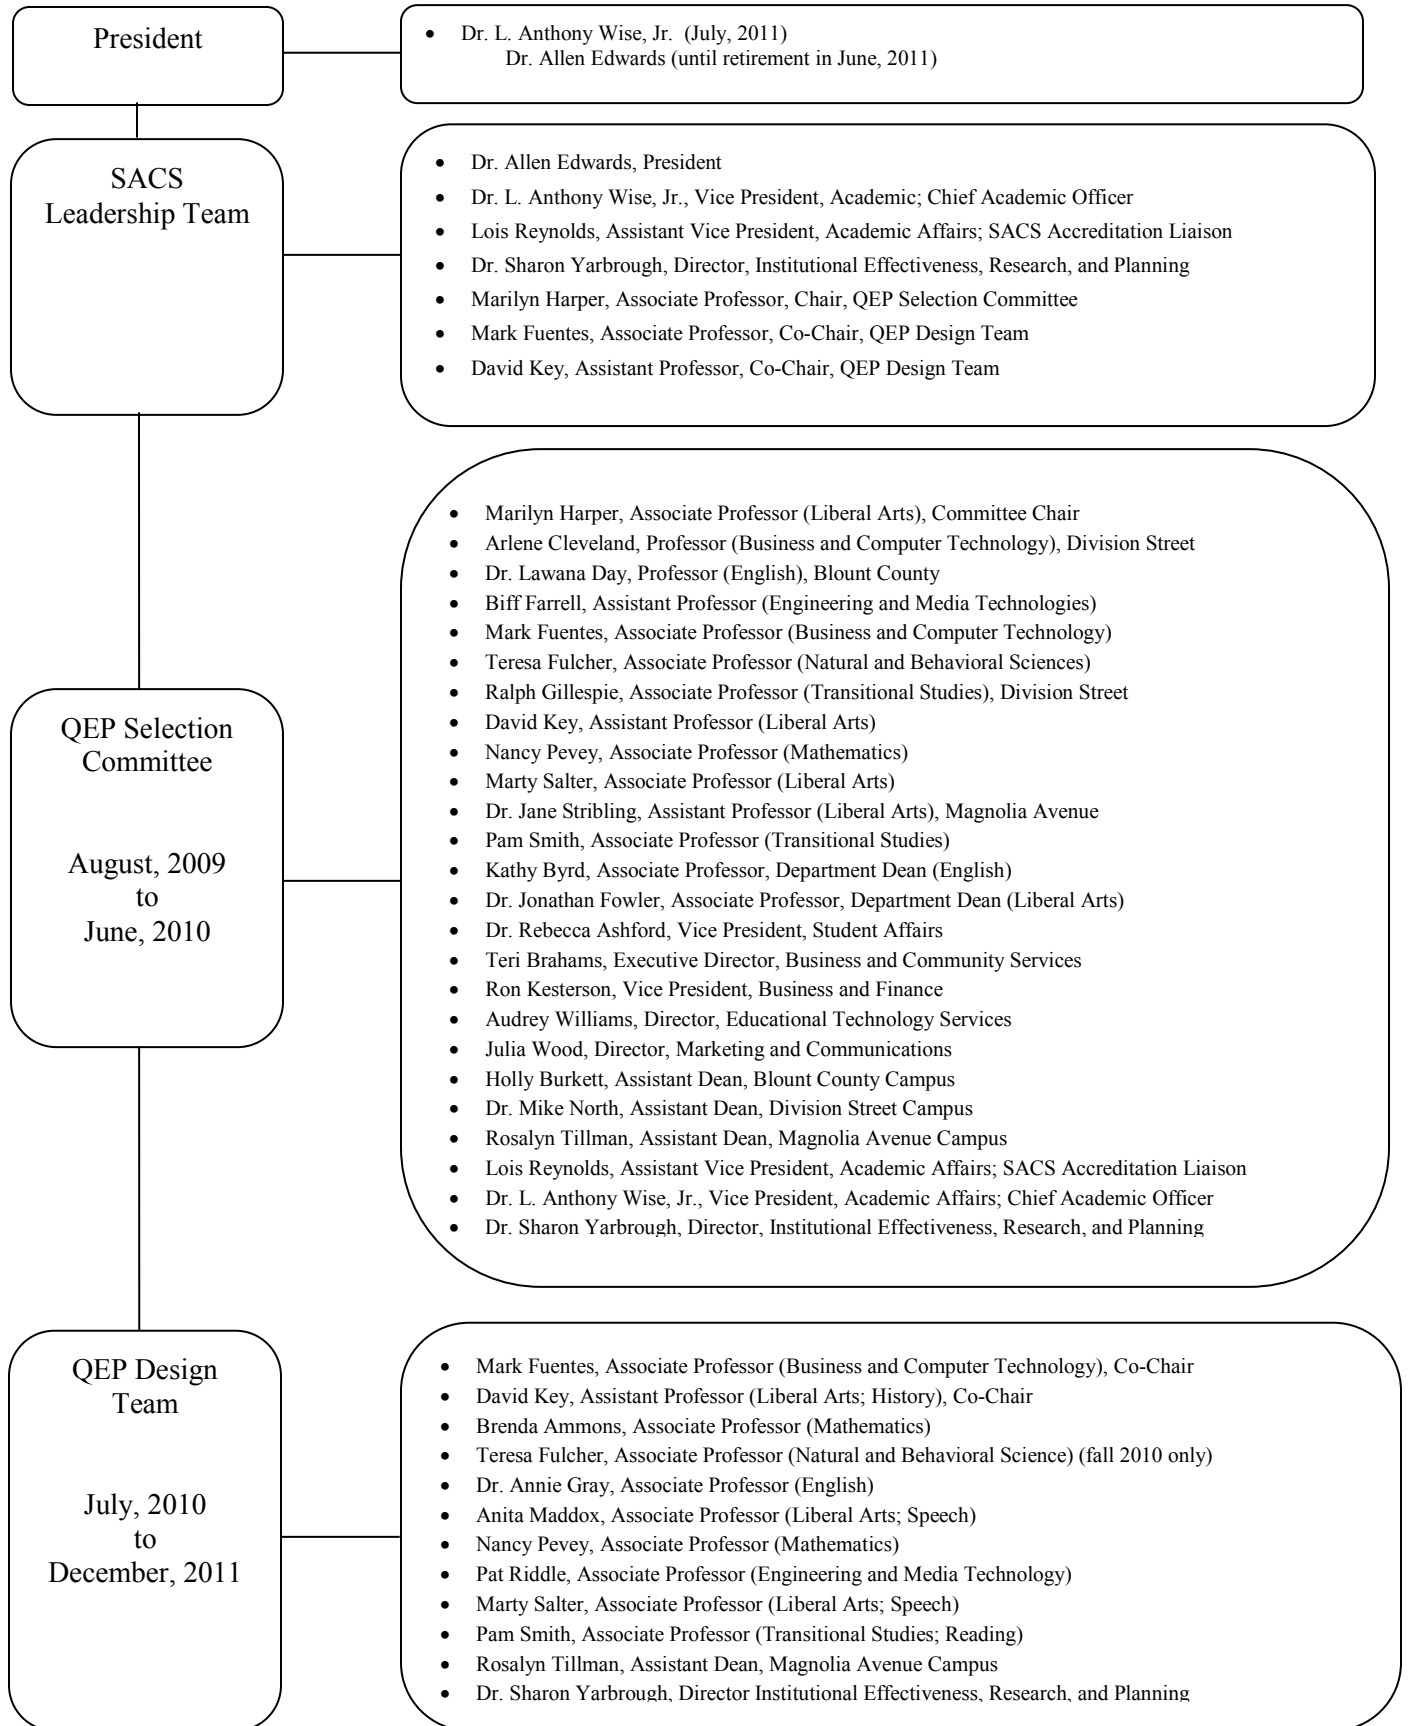 President
• Dr. L. Anthony Wise, Jr. (July, 2011)
Dr. Allen Edwards (until retirement in June, 2011)
SACS
Leadership Team
• Dr. Allen Edwards, President
• Dr. L. Anthony Wise, Jr., Vice President, Academic; Chief Academic Officer
• Lois Reynolds, Assistant Vice President, Academic Affairs; SACS Accreditation Liaison
• Dr. Sharon Yarbrough, Director, Institutional Effectiveness, Research, and Planning
• Marilyn Harper, Associate Professor, Chair, QEP Selection Committee
• Mark Fuentes, Associate Professor, Co-Chair, QEP Design Team
• David Key, Assistant Professor, Co-Chair, QEP Design Team
QEP Selection
Committee
August, 2009
to
June, 2010
• Marilyn Harper, Associate Professor (Liberal Arts), Committee Chair
• Arlene Cleveland, Professor (Business and Computer Technology), Division Street
• Dr. Lawana Day, Professor (English), Blount County
• Biff Farrell, Assistant Professor (Engineering and Media Technologies)
• Mark Fuentes, Associate Professor (Business and Computer Technology)
• Teresa Fulcher, Associate Professor (Natural and Behavioral Sciences)
• Ralph Gillespie, Associate Professor (Transitional Studies), Division Street
• David Key, Assistant Professor (Liberal Arts)
• Nancy Pevey, Associate Professor (Mathematics)
• Marty Salter, Associate Professor (Liberal Arts)
• Dr. Jane Stribling, Assistant Professor (Liberal Arts), Magnolia Avenue
• Pam Smith, Associate Professor (Transitional Studies)
• Kathy Byrd, Associate Professor, Department Dean (English)
• Dr. Jonathan Fowler, Associate Professor, Department Dean (Liberal Arts)
• Dr. Rebecca Ashford, Vice President, Student Affairs
• Teri Brahams, Executive Director, Business and Community Services
• Ron Kesterson, Vice President, Business and Finance
• Audrey Williams, Director, Educational Technology Services
• Julia Wood, Director, Marketing and Communications
• Holly Burkett, Assistant Dean, Blount County Campus
• Dr. Mike North, Assistant Dean, Division Street Campus
• Rosalyn Tillman, Assistant Dean, Magnolia Avenue Campus
• Lois Reynolds, Assistant Vice President, Academic Affairs; SACS Accreditation Liaison
• Dr. L. Anthony Wise, Jr., Vice President, Academic Affairs; Chief Academic Officer
• Dr. Sharon Yarbrough, Director, Institutional Effectiveness, Research, and Planning
QEP Design
Team
July, 2010
to
December, 2011
• Mark Fuentes, Associate Professor (Business and Computer Technology), Co-Chair
• David Key, Assistant Professor (Liberal Arts; History), Co-Chair
• Brenda Ammons, Associate Professor (Mathematics)
• Teresa Fulcher, Associate Professor (Natural and Behavioral Science) (fall 2010 only)
• Dr. Annie Gray, Associate Professor (English)
• Anita Maddox, Associate Professor (Liberal Arts; Speech)
• Nancy Pevey, Associate Professor (Mathematics)
• Pat Riddle, Associate Professor (Engineering and Media Technology)
• Marty Salter, Associate Professor (Liberal Arts; Speech)
• Pam Smith, Associate Professor (Transitional Studies; Reading)
• Rosalyn Tillman, Assistant Dean, Magnolia Avenue Campus
• Dr. Sharon Yarbrough, Director Institutional Effectiveness, Research, and Planning